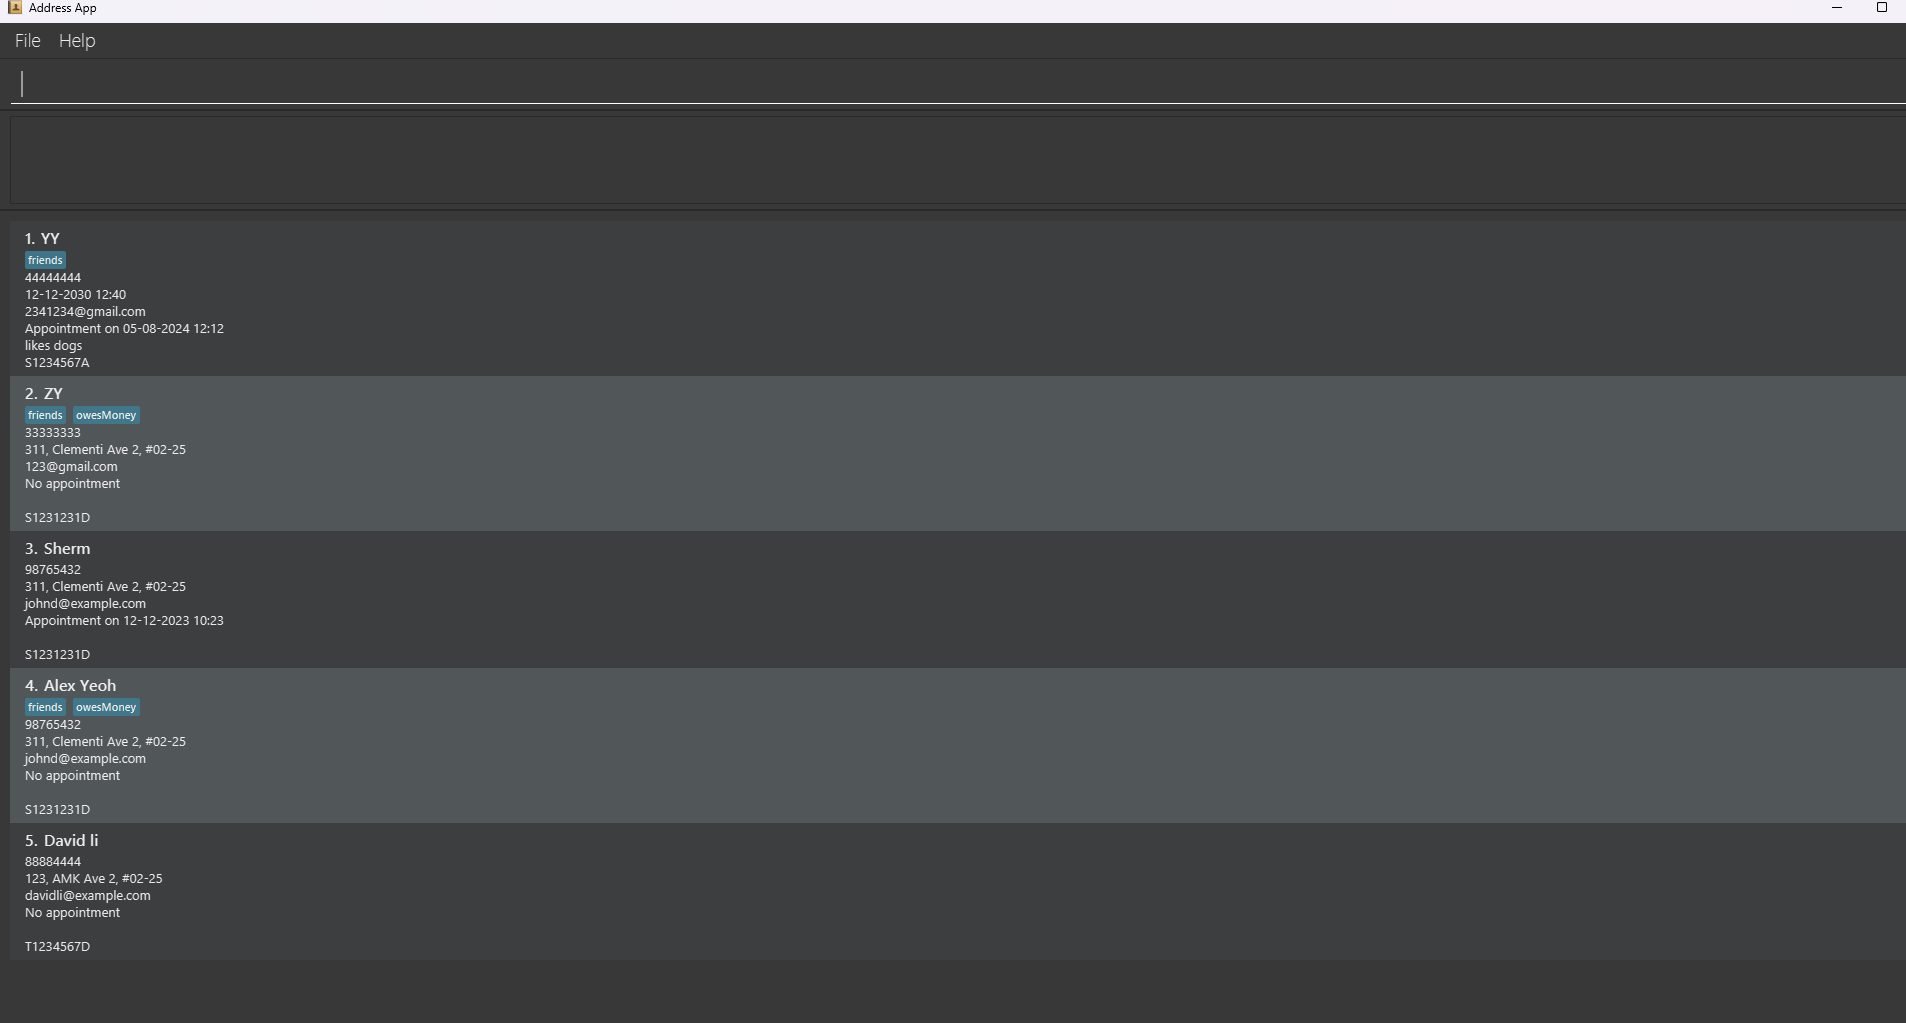 Address App
File Help
1. YY
friends
44444444
12-12-2030 12:40
2341234@gmail.com
Appointment on 05-08-2024 12:12
likes dogs
S1234567A
2. ZY
friends owesMoney
33333333
311, Clementi Ave 2, #02-25
123@gmail.com
No appointment
S1231231D
3. Sherm
98765432
311, Clementi Ave 2, #02-25
johnd@example.com
Appointment on 12-12-2023 10:23
S1231231D
4. Alex Yeoh
friends owesMoney
98765432
311, Clementi Ave 2, #02-25
johnd@example.com
No appointment
S1231231D
5. David li
88884444
123, AMK Ave 2, #02-25
davidli@example.com
No appointment
T1234567D